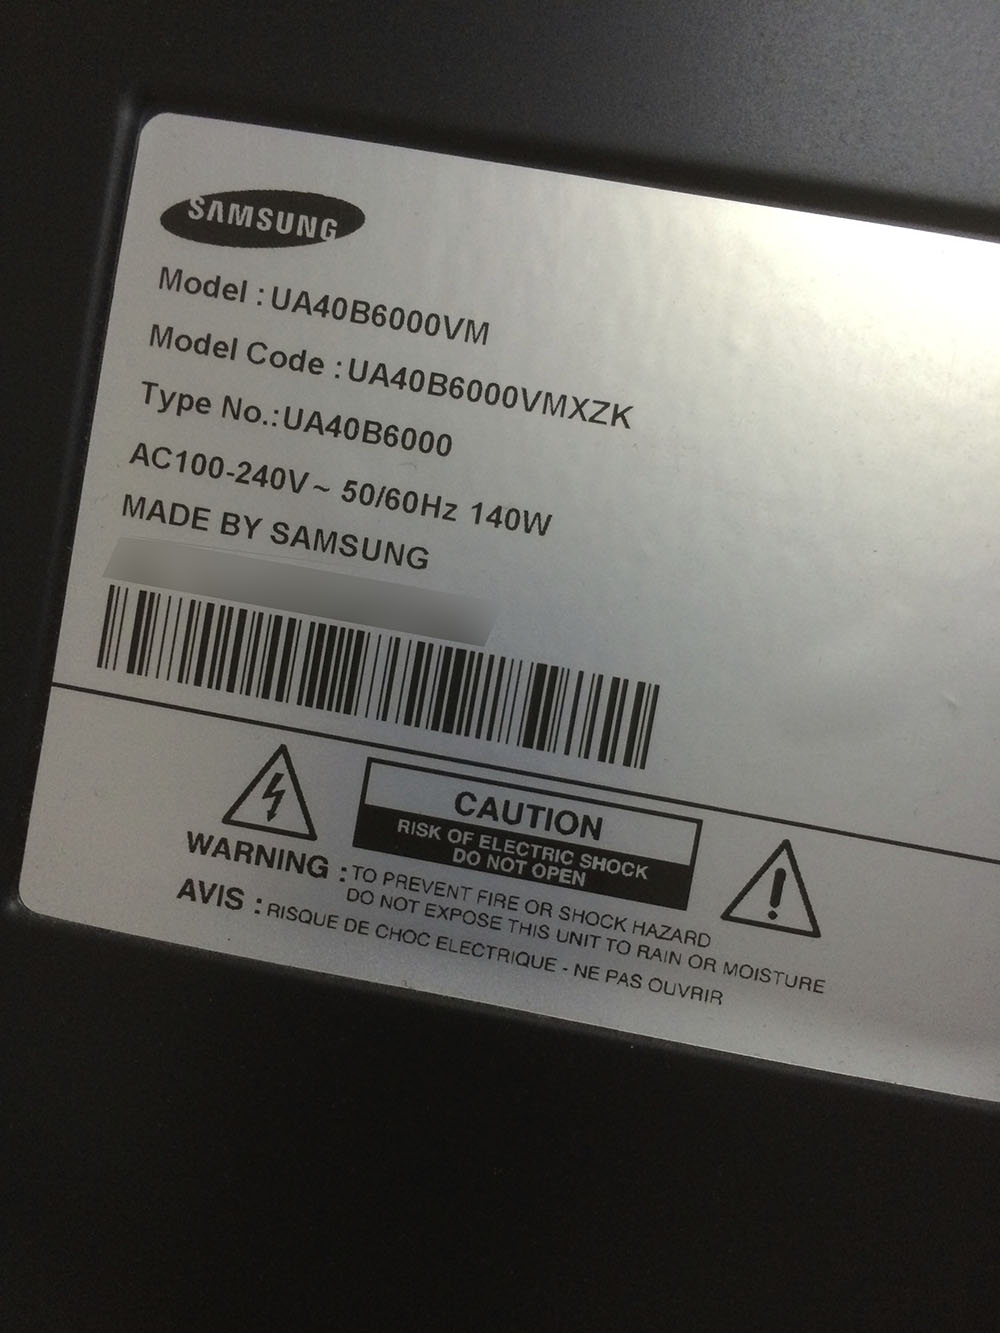 SAMSUNG
Model : UA40B6000VM
Model Code : UA40B6000VMXZK
Type No.:UA40B6000
AC100-240V~ 50/60Hz 140W
MADE BY SAMSUNG
CAUTION
RISK OF ELECTRIC SHOCK
DO NOT OPEN
WARNING : TO PREVENT FIRE OR SHOCK HAZARD
DO NOT EXPOSE THIS UNIT TO RAIN OR MOISTURE
AVIS : RISQUE DE CHOC ELECTRIQUE - NE PAS OUVRIR